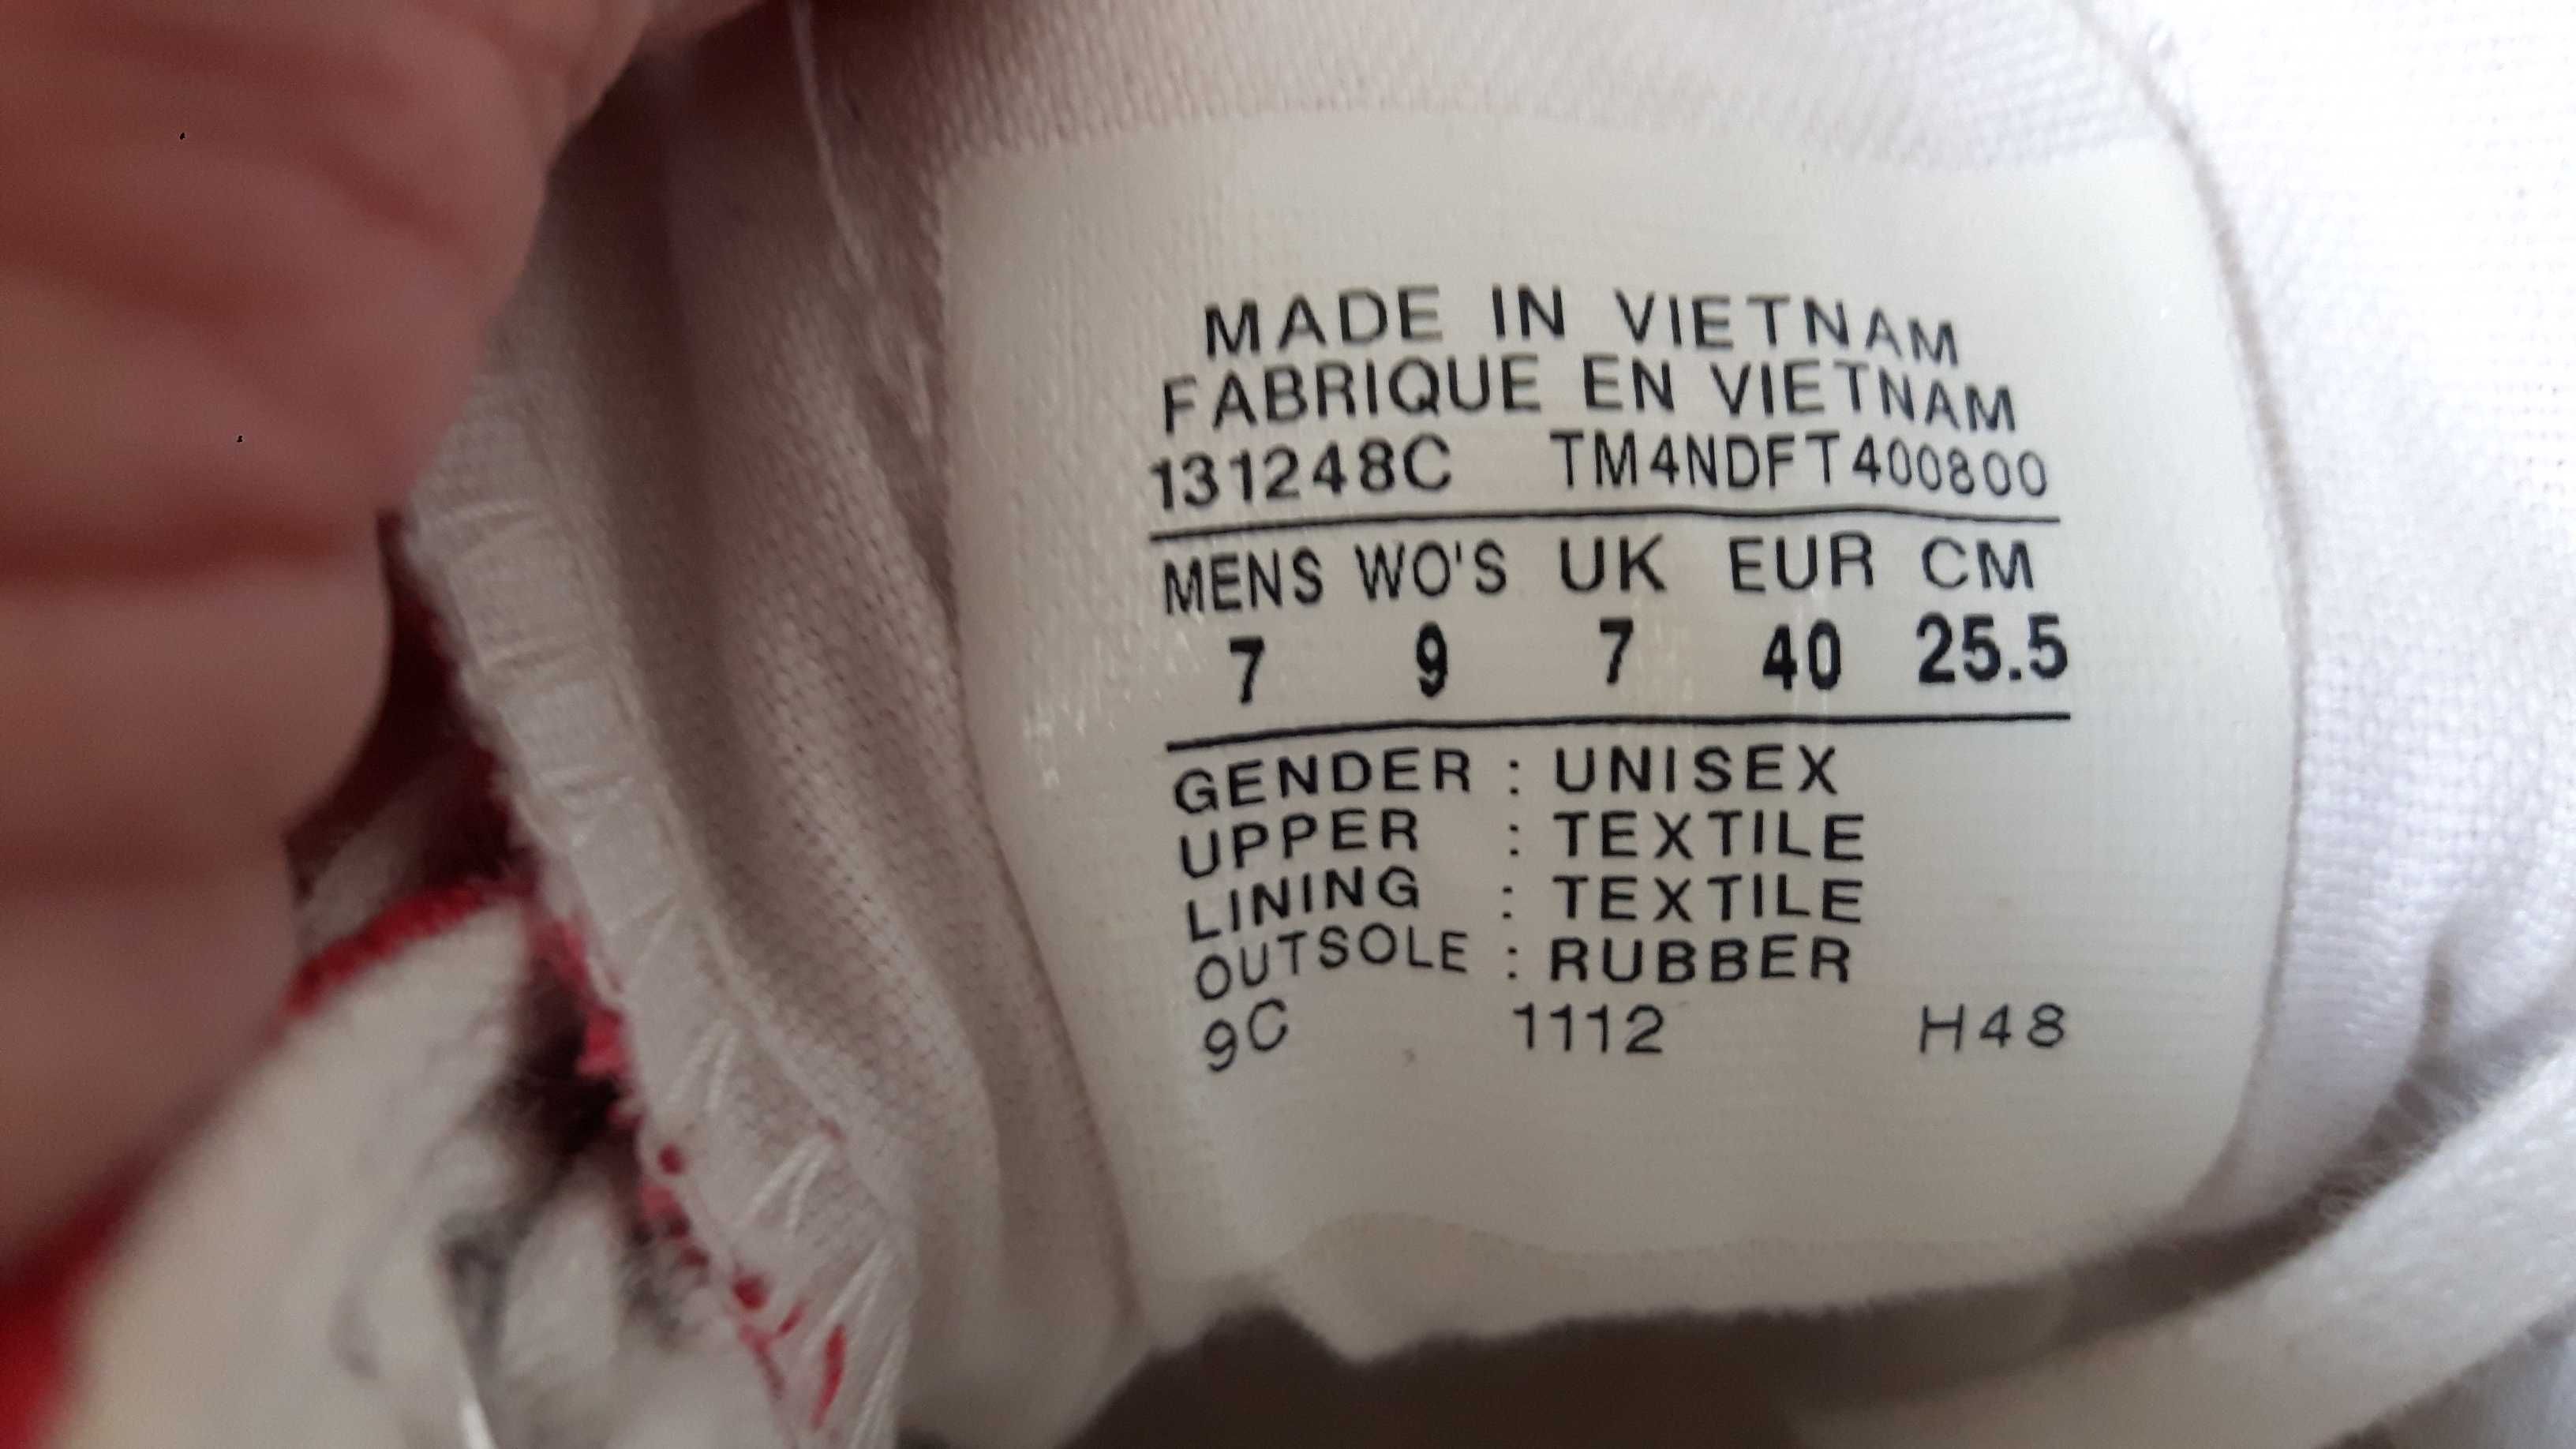 MADE IN VIETNAM
FABRIQUE EN VIETNAM
131248C TM4NDFT400800
MENS WO'S UK EUR CM
7 9 7 40 25.5
GENDER : UNISEX
UPPER : TEXTILE
LINING : TEXTILE
OUTSOLE : RUBBER
9C 1112 H48